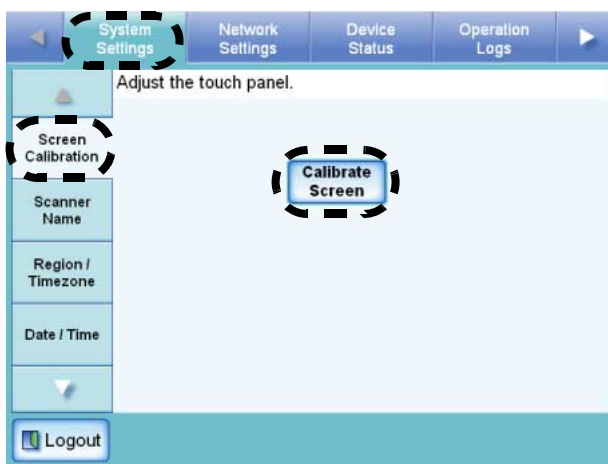 System
Settings
Network
Settings
Device
Status
Operation
Logs
Adjust the touch panel.
Screen
Calibration
Calibrate
Screen
Scanner
Name
Region /
Timezone
Date / Time
Logout